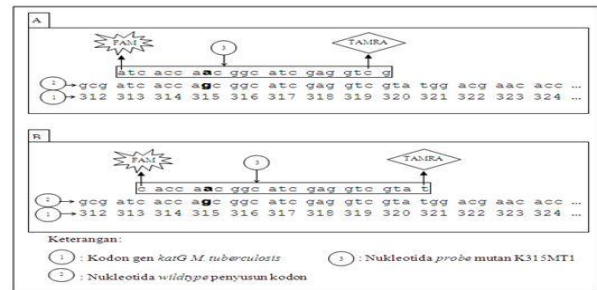 A
FAM
3
TAMRA
atc acc aac ggc atc gag gtc g
2 gcg atc acc agc ggc atc gag gtc gta tgg acg aac acc ...
1 312 313 314 315 316 317 318 319 320 321 322 323 324 ...
B
FAM
3
TAMRA
c acc aac ggc atc gag gtc gta t
2 gcg atc acc agc ggc atc gag gtc gta tgg acg aac acc ...
1 312 313 314 315 316 317 318 319 320 321 322 323 324 ...
Keterangan:
1 : Kodon gen katG M. tuberculosis
3 : Nukleotida probe mutan K315MT1
2 : Nukleotida wildtype penyusun kodon